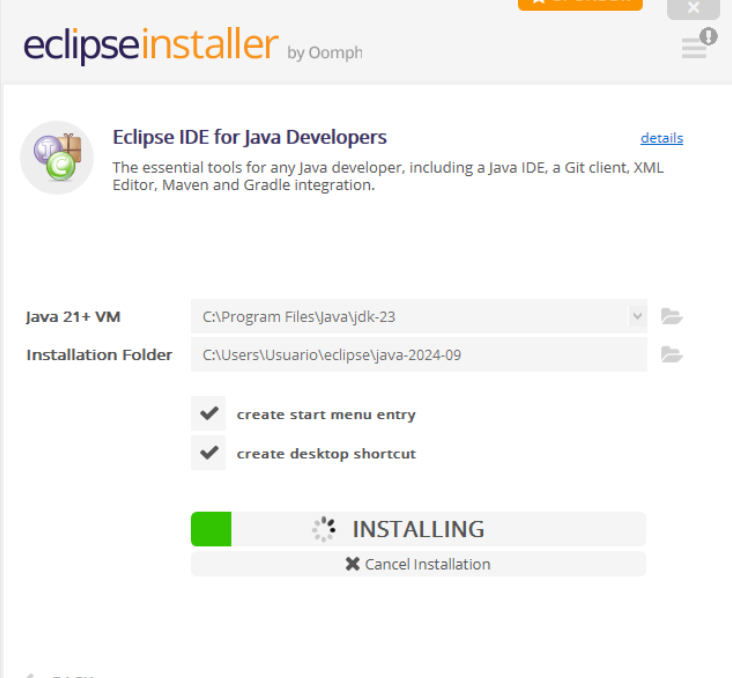 eclipseinstaller by Oomph
Eclipse IDE for Java Developers
details
The essential tools for any Java developer, including a Java IDE, a Git client, XML
Editor, Maven and Gradle integration.
Java 21+ VM
C:\Program Files\Java\jdk-23
Installation Folder
C:\Users\Usuario\eclipse\java-2024-09
create start menu entry
create desktop shortcut
INSTALLING
Cancel Installation